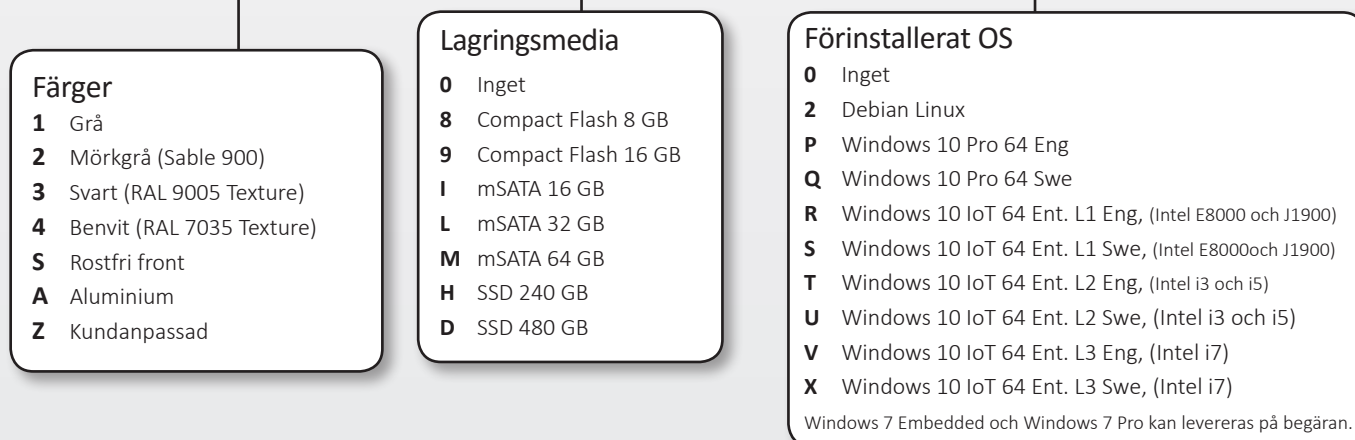 Färger
1 Grå
2 Mörkgrå (Sable 900)
3 Svart (RAL 9005 Texture)
4 Benvit (RAL 7035 Texture)
S Rostfri front
A Aluminium
Z Kundanpassad
Lagringsmedia
0 Inget
8 Compact Flash 8 GB
9 Compact Flash 16 GB
I mSATA 16 GB
L mSATA 32 GB
M mSATA 64 GB
H SSD 240 GB
D SSD 480 GB
Förinstallerat OS
0 Inget
2 Debian Linux
P Windows 10 Pro 64 Eng
Q Windows 10 Pro 64 Swe
R Windows 10 IoT 64 Ent. L1 Eng, (Intel E8000 och J1900)
S Windows 10 IoT 64 Ent. L1 Swe, (Intel E8000och J1900)
T Windows 10 IoT 64 Ent. L2 Eng, (Intel i3 och i5)
U Windows 10 IoT 64 Ent. L2 Swe, (Intel i3 och i5)
V Windows 10 IoT 64 Ent. L3 Eng, (Intel i7)
X Windows 10 IoT 64 Ent. L3 Swe, (Intel i7)
Windows 7 Embedded och Windows 7 Pro kan levereras på begäran.